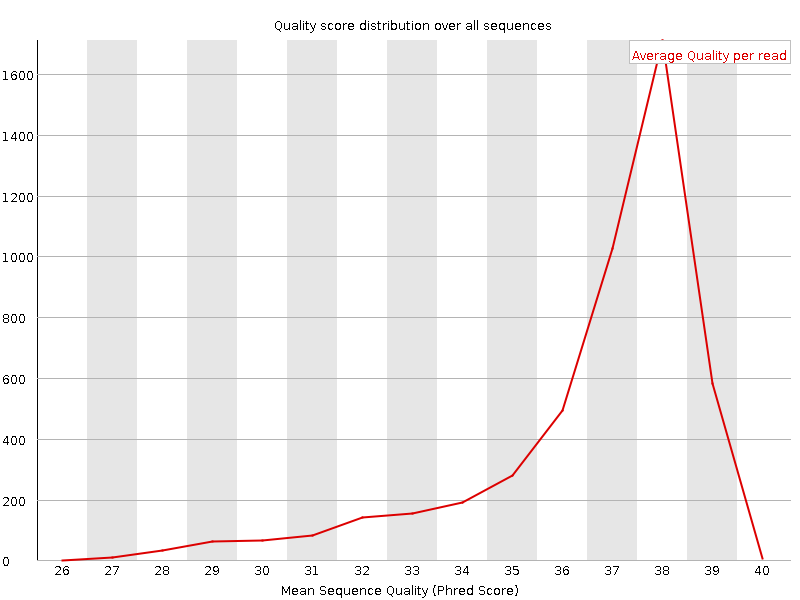 Quality score distribution over all sequences
Average Quality per read
1600
1400
1200
1000
800
600
400
200
0
26 27 28 29 30 31 32 33 34 35 36 37 38 39 40
Mean Sequence Quality (Phred Score)